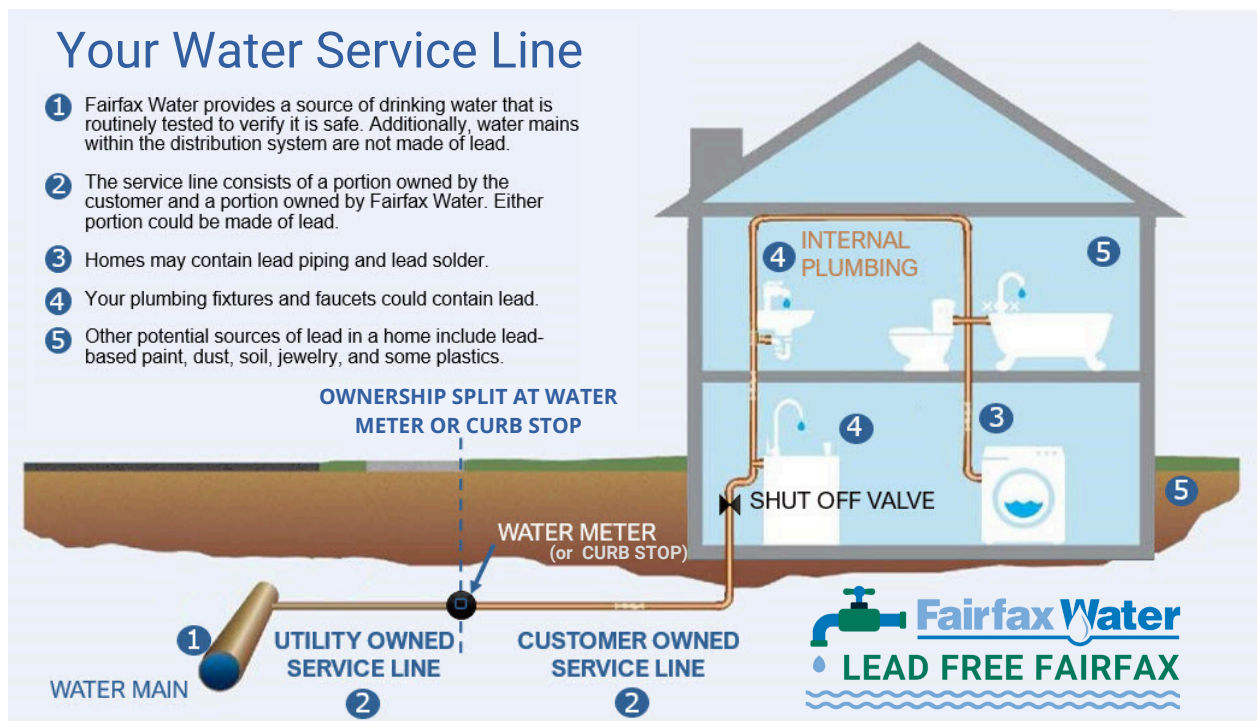 Your Water Service Line
1 Fairfax Water provides a source of drinking water that is
routinely tested to verify it is safe. Additionally, water mains
within the distribution system are not made of lead.
2 The service line consists of a portion owned by the
customer and a portion owned by Fairfax Water. Either
portion could be made of lead.
3 Homes may contain lead piping and lead solder.
4 Your plumbing fixtures and faucets could contain lead.
5 Other potential sources of lead in a home include lead-
based paint, dust, soil, jewelry, and some plastics.
OWNERSHIP SPLIT AT WATER
METER OR CURB STOP
4
INTERNAL
PLUMBING
5
3
4
SHUT OFF VALVE
5
WATER METER
(or CURB STOP)
1
WATER MAIN
UTILITY OWNED
SERVICE LINE
2
CUSTOMER OWNED
SERVICE LINE
2
Fairfax Water
LEAD FREE FAIRFAX